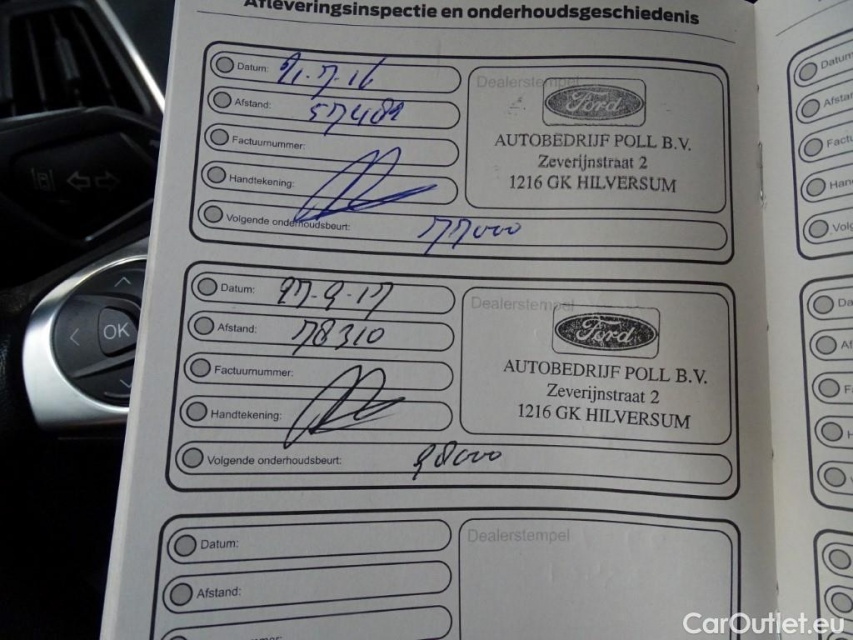 Afleveringsinspectie en onderhoudsgeschiedenis
Datum: 21-7-16
Afstand: 57489
Factuurnummer:
Handtekening:
Volgende onderhoudsbeurt: 77000
Dealerstempel
Ford
AUTOBEDRIJF POLL B.V.
Zeverijnstraat 2
1216 GK HILVERSUM
Datum: 27-9-17
Afstand: 78310
Factuurnummer:
Handtekening:
Volgende onderhoudsbeurt: 98000
Dealerstempel
Ford
AUTOBEDRIJF POLL B.V.
Zeverijnstraat 2
1216 GK HILVERSUM
Datum:
Afstand:
Dealerstempel
OK
CarOutlet.eu